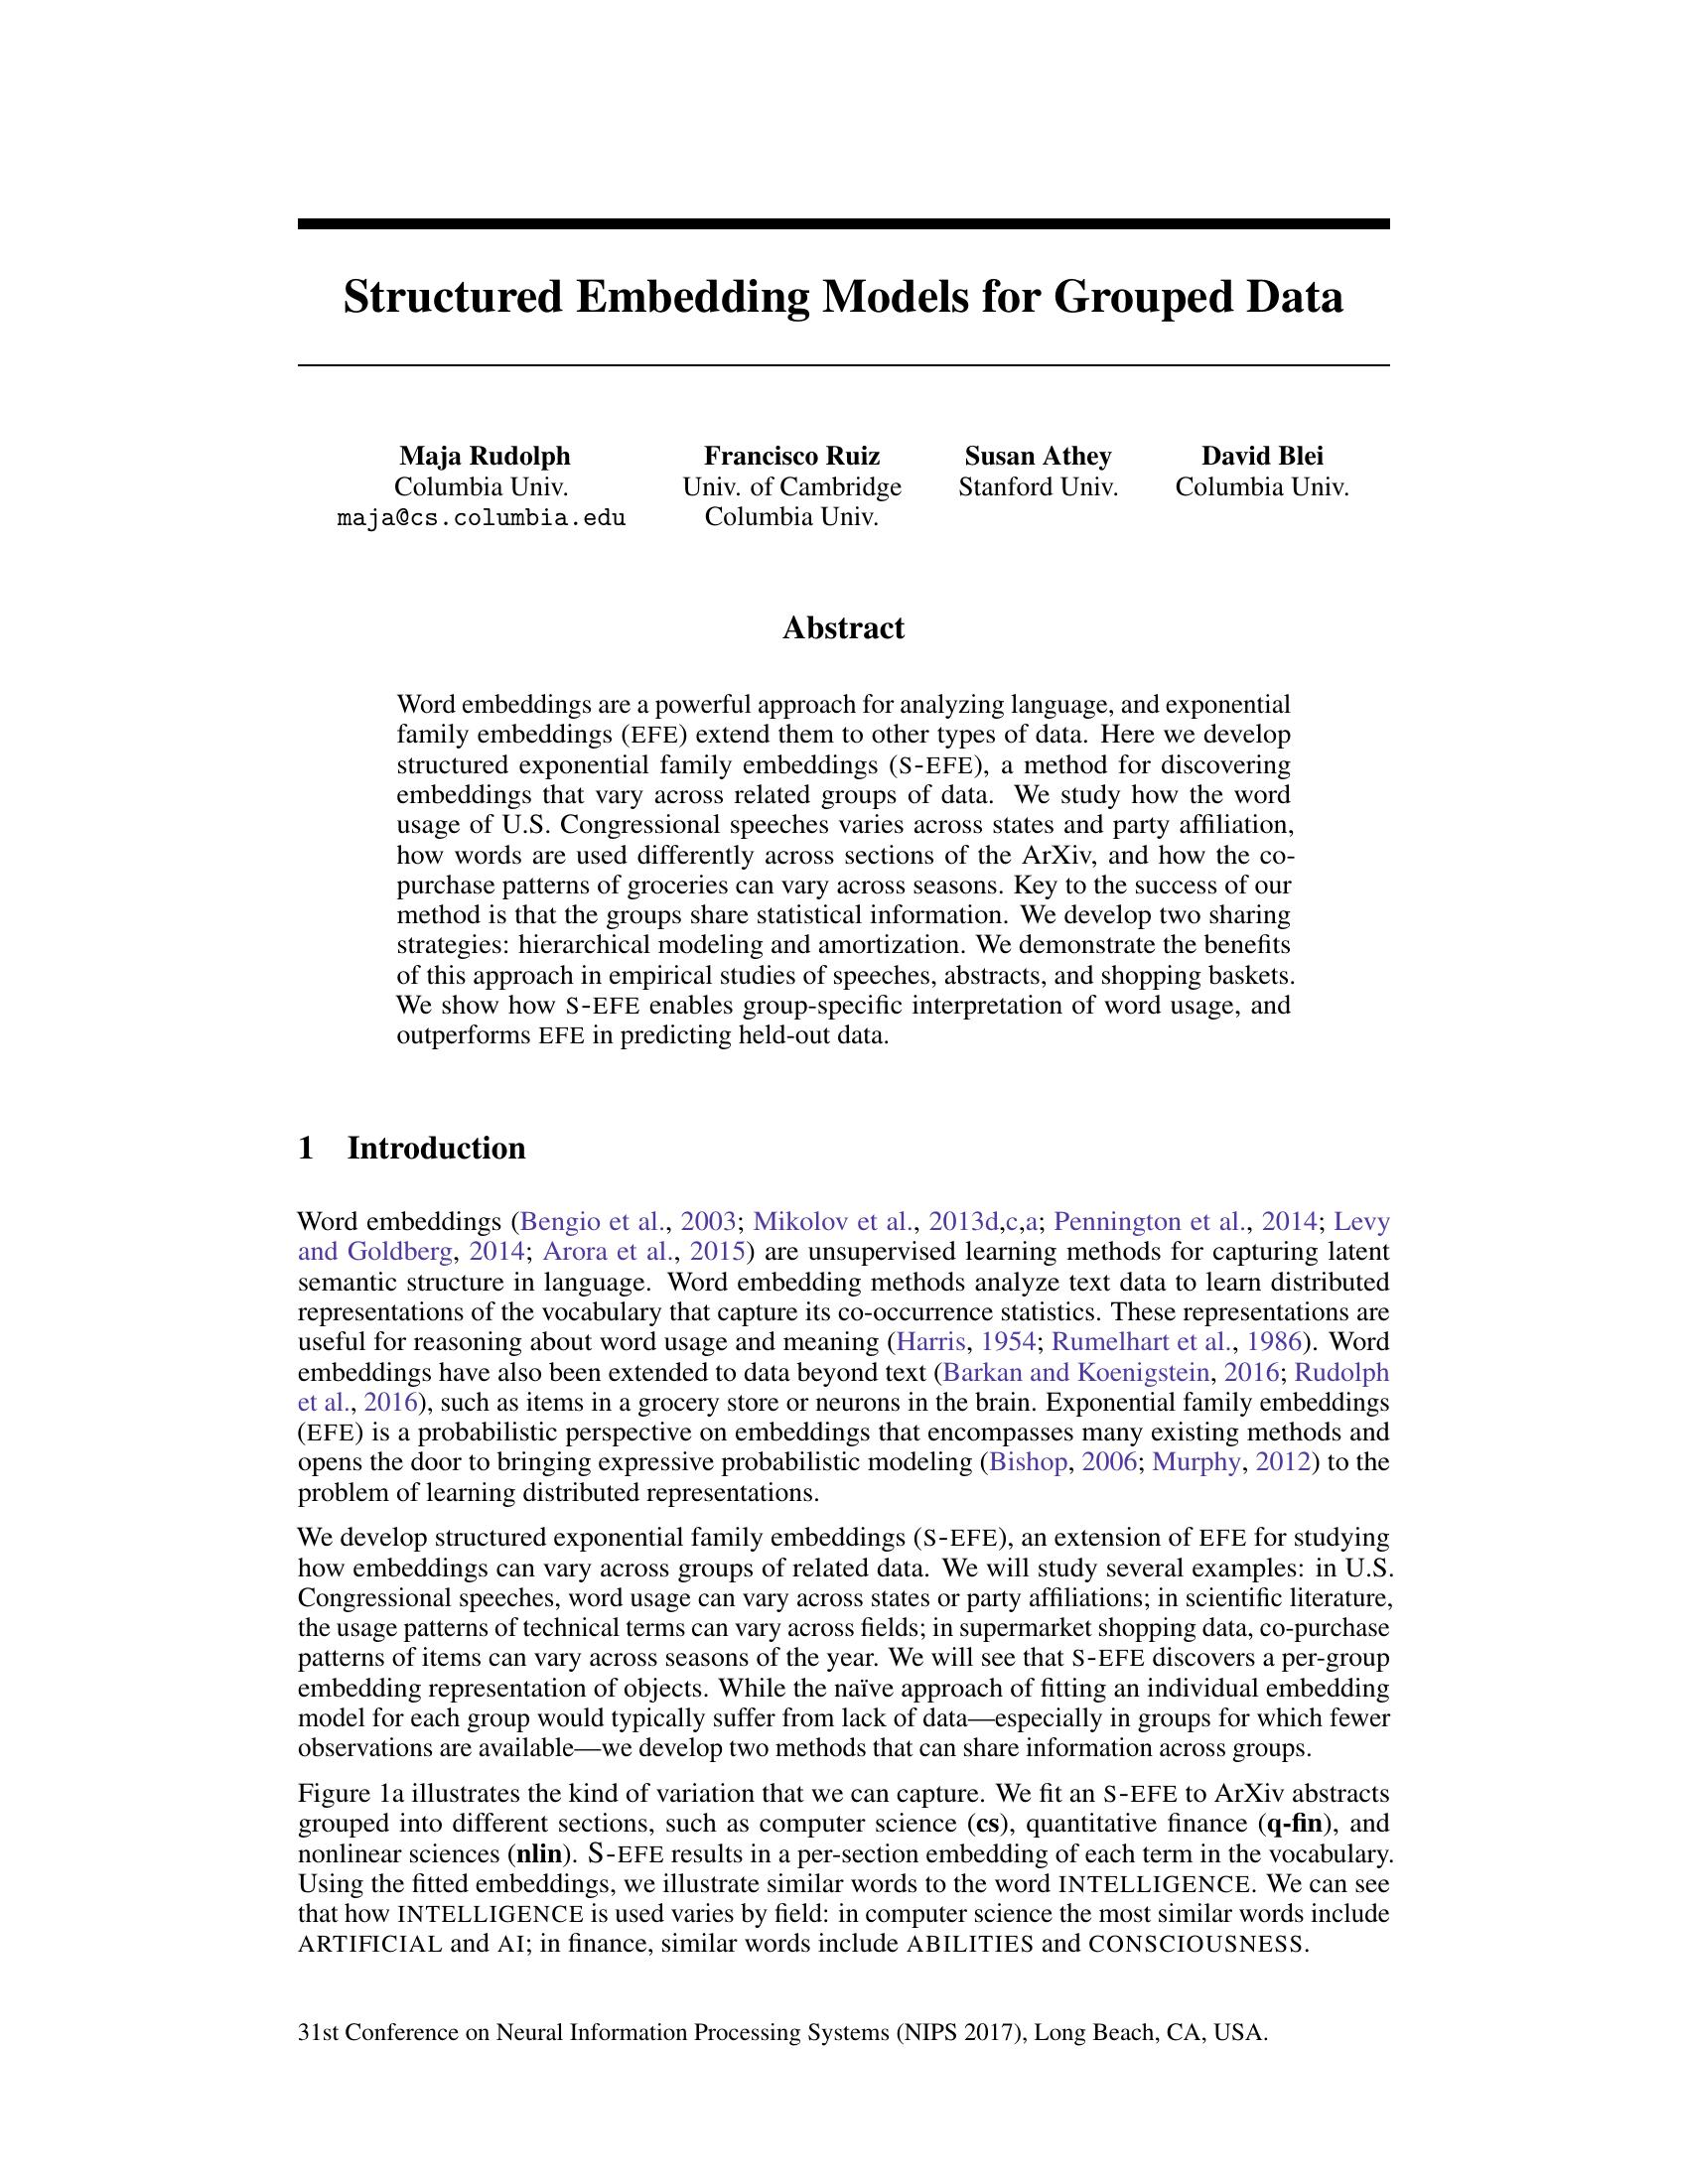 Structured Embedding Models for Grouped Data
Maja Rudolph
Columbia Univ.
maja@cs.columbia.edu
Francisco Ruiz
Univ. of Cambridge
Columbia Univ.
Susan Athey
Stanford Univ.
David Blei
Columbia Univ.
Abstract
Word embeddings are a powerful approach for analyzing language, and exponential
family embeddings (EFE) extend them to other types of data. Here we develop
structured exponential family embeddings (S-EFE), a method for discovering
embeddings that vary across related groups of data. We study how the word
usage of U.S. Congressional speeches varies across states and party affiliation,
how words are used differently across sections of the ArXiv, and how the co-
purchase patterns of groceries can vary across seasons. Key to the success of our
method is that the groups share statistical information. We develop two sharing
strategies: hierarchical modeling and amortization. We demonstrate the benefits
of this approach in empirical studies of speeches, abstracts, and shopping baskets.
We show how S-EFE enables group-specific interpretation of word usage, and
outperforms EFE in predicting held-out data.
1 Introduction
Word embeddings (Bengio et al., 2003; Mikolov et al., 2013d,c,a; Pennington et al., 2014; Levy
and Goldberg, 2014; Arora et al., 2015) are unsupervised learning methods for capturing latent
semantic structure in language. Word embedding methods analyze text data to learn distributed
representations of the vocabulary that capture its co-occurrence statistics. These representations are
useful for reasoning about word usage and meaning (Harris, 1954; Rumelhart et al., 1986). Word
embeddings have also been extended to data beyond text (Barkan and Koenigstein, 2016; Rudolph
et al., 2016), such as items in a grocery store or neurons in the brain. Exponential family embeddings
(EFE) is a probabilistic perspective on embeddings that encompasses many existing methods and
opens the door to bringing expressive probabilistic modeling (Bishop, 2006; Murphy, 2012) to the
problem of learning distributed representations.
We develop structured exponential family embeddings (S-EFE), an extension of EFE for studying
how embeddings can vary across groups of related data. We will study several examples: in U.S.
Congressional speeches, word usage can vary across states or party affiliations; in scientific literature,
the usage patterns of technical terms can vary across fields; in supermarket shopping data, co-purchase
patterns of items can vary across seasons of the year. We will see that S-EFE discovers a per-group
embedding representation of objects. While the naïve approach of fitting an individual embedding
model for each group would typically suffer from lack of data—especially in groups for which fewer
observations are available—we develop two methods that can share information across groups.
Figure 1a illustrates the kind of variation that we can capture. We fit an S-EFE to ArXiv abstracts
grouped into different sections, such as computer science (cs), quantitative finance (q-fin), and
nonlinear sciences (nlin). S-EFE results in a per-section embedding of each term in the vocabulary.
Using the fitted embeddings, we illustrate similar words to the word INTELLIGENCE. We can see
that how INTELLIGENCE is used varies by field: in computer science the most similar words include
ARTIFICIAL and AI; in finance, similar words include ABILITIES and CONSCIOUSNESS.
31st Conference on Neural Information Processing Systems (NIPS 2017), Long Beach, CA, USA.